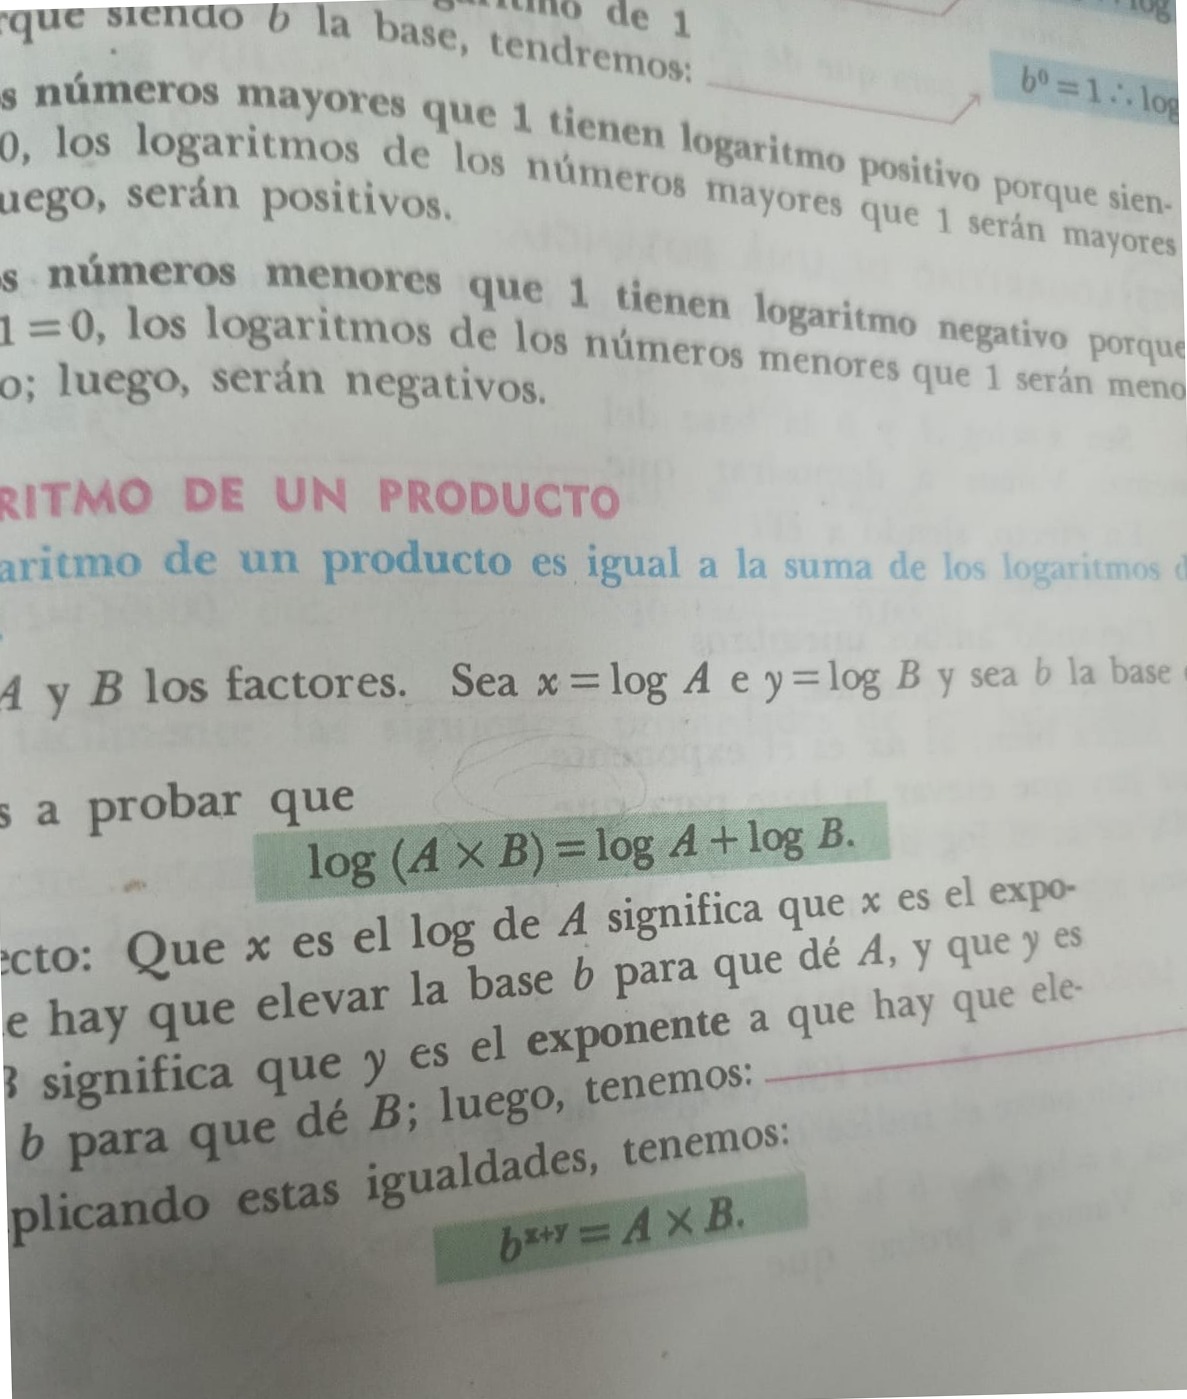 de 1
que siendo b la base, tendremos:
log
b⁰ = 1 ∴ log
s números mayores que 1 tienen logaritmo positivo porque sien-
0, los logaritmos de los números mayores que 1 serán mayores
uego, serán positivos.
s números menores que 1 tienen logaritmo negativo porque
1 = 0, los logaritmos de los números menores que 1 serán meno
o; luego, serán negativos.
RITMO DE UN PRODUCTO
aritmo de un producto es igual a la suma de los logaritmos d
A y B los factores. Sea x = log A e y = log B y sea b la base
s a probar que
log (A × B) = log A + log B.
ecto: Que x es el log de A significa que x es el expo-
e hay que elevar la base b para que dé A, y que y es
B significa que y es el exponente a que hay que ele-
b para que dé B; luego, tenemos:
plicando estas igualdades, tenemos:
bˣ⁺ʸ = A × B.